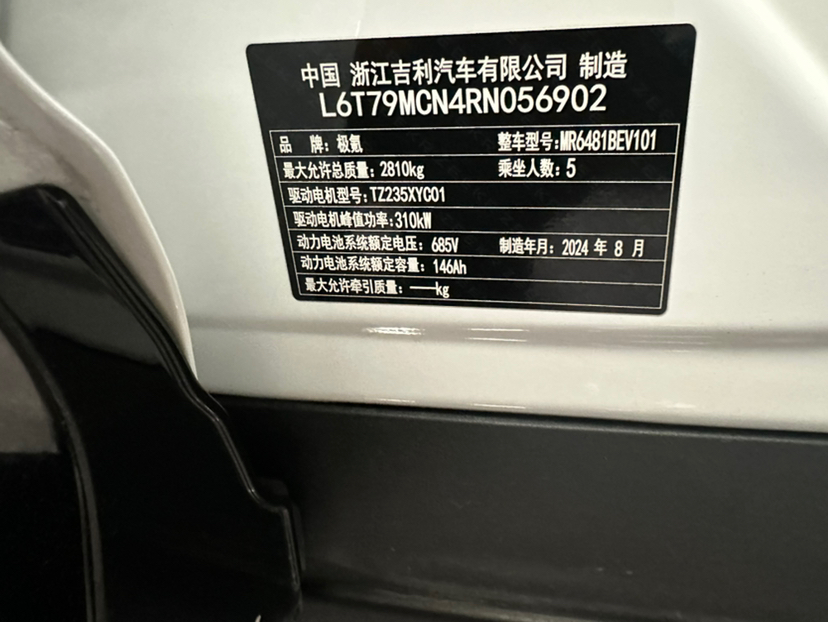 中国 浙江吉利汽车有限公司 制造
L6T79MCN4RN056902
品 牌:极氪 整车型号:MR6481BEV101
最大允许总质量:2810kg 乘坐人数:5
驱动电机型号:TZ235XYC01
驱动电机峰值功率:310kW
动力电池系统额定电压:685V 制造年月:2024 年 8 月
动力电池系统额定容量:146Ah
最大允许牵引质量:——kg